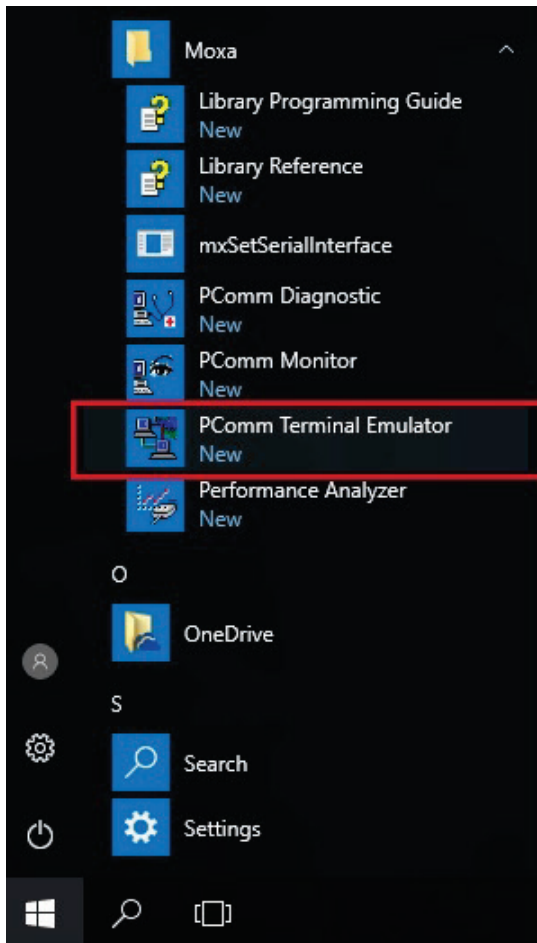 Moxa
Library Programming Guide
New
Library Reference
New
mxSetSerialInterface
PComm Diagnostic
New
PComm Monitor
New
PComm Terminal Emulator
New
Performance Analyzer
New
O
OneDrive
S
Search
Settings